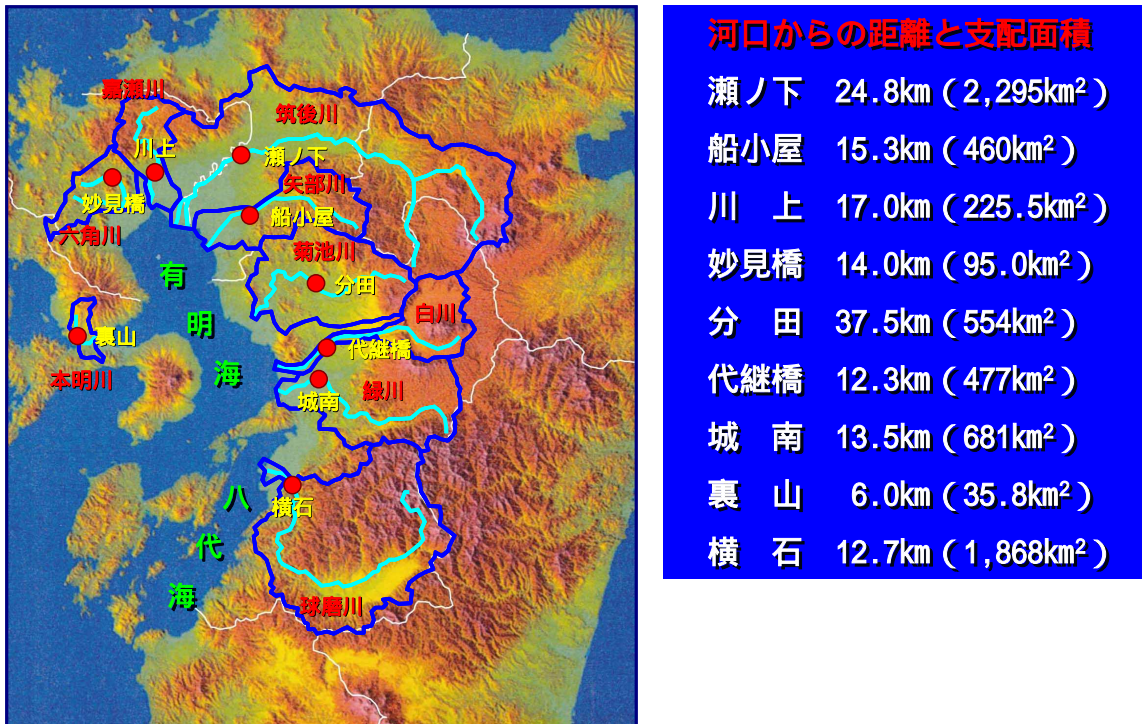 嘉瀬川
筑後川
川上
瀬ノ下
矢部川
妙見橋
船小屋
六角川
菊池川
有明海
分田
白川
裏山
代継橋
本明川
城南
緑川
八代海
横石
球磨川
河口からの距離と支配面積
瀬ノ下 24.8km(2,295km²)
船小屋 15.3km(460km²)
川 上 17.0km(225.5km²)
妙見橋 14.0km(95.0km²)
分 田 37.5km(554km²)
代継橋 12.3km(477km²)
城 南 13.5km(681km²)
裏 山 6.0km(35.8km²)
横 石 12.7km(1,868km²)